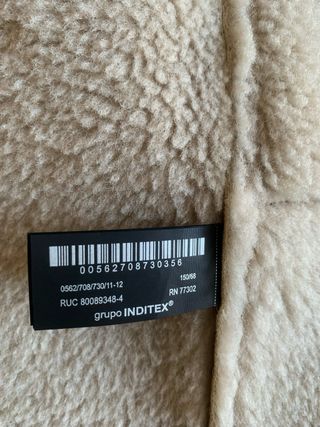 00562708730356
0562/708/730/11-12 150/68
RUC 80089348-4 RN 77302
grupo INDITEX®